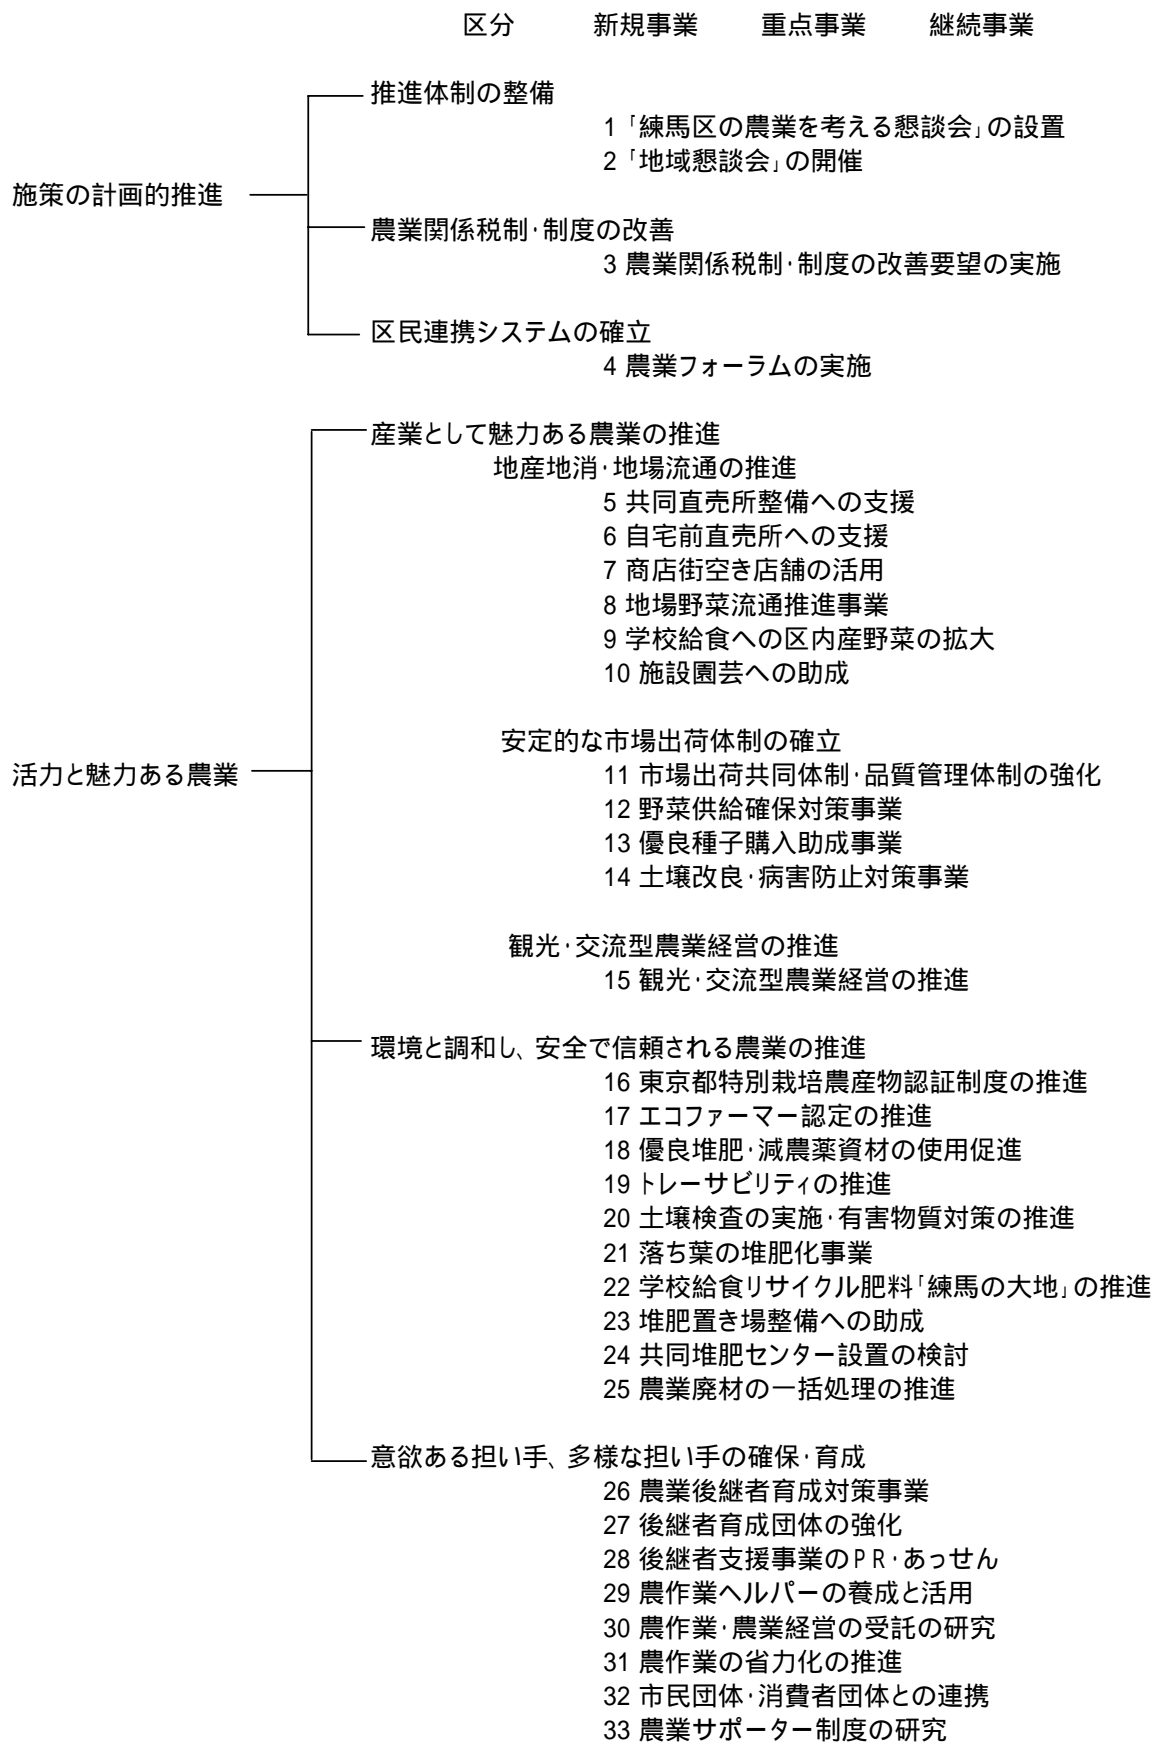 区分 新規事業 重点事業 継続事業
推進体制の整備
1「練馬区の農業を考える懇談会」の設置
2「地域懇談会」の開催
施策の計画的推進
農業関係税制・制度の改善
3 農業関係税制・制度の改善要望の実施
区民連携システムの確立
4 農業フォーラムの実施
産業として魅力ある農業の推進
地産地消・地場流通の推進
5 共同直売所整備への支援
6 自宅前直売所への支援
7 商店街空き店舗の活用
8 地場野菜流通推進事業
9 学校給食への区内産野菜の拡大
10 施設園芸への助成
安定的な市場出荷体制の確立
活力と魅力ある農業
11 市場出荷共同体制・品質管理体制の強化
12 野菜供給確保対策事業
13 優良種子購入助成事業
14 土壌改良・病害防止対策事業
観光・交流型農業経営の推進
15 観光・交流型農業経営の推進
環境と調和し、安全で信頼される農業の推進
16 東京都特別栽培農産物認証制度の推進
17 エコファーマー認定の推進
18 優良堆肥・減農薬資材の使用促進
19 トレーサビリティの推進
20 土壌検査の実施・有害物質対策の推進
21 落ち葉の堆肥化事業
22 学校給食リサイクル肥料「練馬の大地」の推進
23 堆肥置き場整備への助成
24 共同堆肥センター設置の検討
25 農業廃材の一括処理の推進
意欲ある担い手、多様な担い手の確保・育成
26 農業後継者育成対策事業
27 後継者育成団体の強化
28 後継者支援事業のPR・あっせん
29 農作業ヘルパーの養成と活用
30 農作業・農業経営の受託の研究
31 農作業の省力化の推進
32 市民団体・消費者団体との連携
33 農業サポーター制度の研究